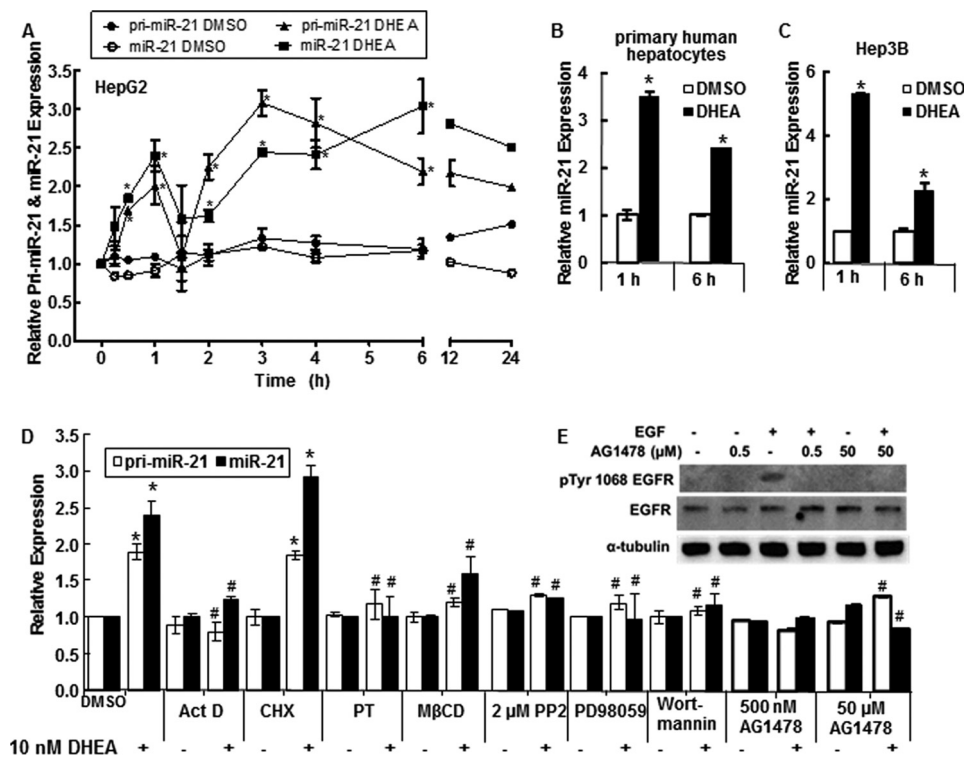 A
pri-miR-21 DMSO
pri-miR-21 DHEA
miR-21 DMSO
miR-21 DHEA
HepG2
Relative Pri-miR-21 & miR-21 Expression
3.5
3.0
2.5
2.0
1.5
1.0
0.5
0.0
* * * * * * * * * * * *
0 1 2 3 4 5 6 12 24
Time (h)
B
primary human
hepatocytes
DMSO
DHEA
Relative miR-21 Expression
4
3
2
1
0
* *
1 h 6 h
C
Hep3B
DMSO
DHEA
Relative miR-21 Expression
6
4
2
0
* *
1 h 6 h
D
pri-miR-21 miR-21
Relative Expression
3.5
3.0
2.5
2.0
1.5
1.0
0.5
0.0
* * # # * * # # # # # # # # # # # #
DMSO
Act D
CHX
PT
MβCD
2 µM PP2
PD98059
Wort-
mannin
500 nM
AG1478
50 µM
AG1478
10 nM DHEA + - + - + - + - + - + - + - + - + - +
E
EGF - - + + - +
AG1478 (µM) - 0.5 - 0.5 50 50
pTyr 1068 EGFR
EGFR
α-tubulin